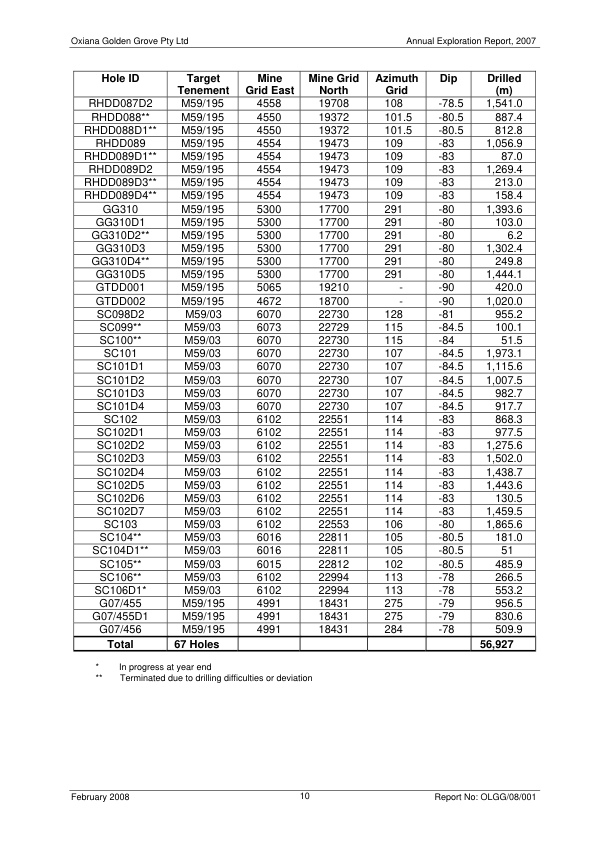 Oxiana Golden Grove Pty Ltd Annual Exploration Report, 2007
Hole ID Target Mine Mine Grid Azimuth Dip Drilled
Tenement Grid East North Grid (m)
RHDD087D2 M59/195 4558 19708 108 -78.5 1,541.0
RHDD088** M59/195 4550 19372 101.5 -80.5 887.4
RHDD088D1** M59/195 4550 19372 101.5 -80.5 812.8
RHDD089 M59/195 4554 19473 109 -83 1,056.9
RHDD089D1** M59/195 4554 19473 109 -83 87.0
RHDD089D2 M59/195 4554 19473 109 -83 1,269.4
RHDD089D3** M59/195 4554 19473 109 -83 213.0
RHDD089D4** M59/195 4554 19473 109 -83 158.4
GG310 M59/195 5300 17700 291 -80 1,393.6
GG310D1 M59/195 5300 17700 291 -80 103.0
GG310D2** M59/195 5300 17700 291 -80 6.2
GG310D3 M59/195 5300 17700 291 -80 1,302.4
GG310D4** M59/195 5300 17700 291 -80 249.8
GG310D5 M59/195 5300 17700 291 -80 1,444.1
GTDD001 M59/195 5065 19210 - -90 420.0
GTDD002 M59/195 4672 18700 - -90 1,020.0
SC098D2 M59/03 6070 22730 128 -81 955.2
SC099** M59/03 6073 22729 115 -84.5 100.1
SC100** M59/03 6070 22730 115 -84 51.5
SC101 M59/03 6070 22730 107 -84.5 1,973.1
SC101D1 M59/03 6070 22730 107 -84.5 1,115.6
SC101D2 M59/03 6070 22730 107 -84.5 1,007.5
SC101D3 M59/03 6070 22730 107 -84.5 982.7
SC101D4 M59/03 6070 22730 107 -84.5 917.7
SC102 M59/03 6102 22551 114 -83 868.3
SC102D1 M59/03 6102 22551 114 -83 977.5
SC102D2 M59/03 6102 22551 114 -83 1,275.6
SC102D3 M59/03 6102 22551 114 -83 1,502.0
SC102D4 M59/03 6102 22551 114 -83 1,438.7
SC102D5 M59/03 6102 22551 114 -83 1,443.6
SC102D6 M59/03 6102 22551 114 -83 130.5
SC102D7 M59/03 6102 22551 114 -83 1,459.5
SC103 M59/03 6102 22553 106 -80 1,865.6
SC104** M59/03 6016 22811 105 -80.5 181.0
SC104D1** M59/03 6016 22811 105 -80.5 51
SC105** M59/03 6015 22812 102 -80.5 485.9
SC106** M59/03 6102 22994 113 -78 266.5
SC106D1* M59/03 6102 22994 113 -78 553.2
G07/455 M59/195 4991 18431 275 -79 956.5
G07/455D1 M59/195 4991 18431 275 -79 830.6
G07/456 M59/195 4991 18431 284 -78 509.9
Total 67 Holes 56,927
* In progress at year end
** Terminated due to drilling difficulties or deviation
February 2008 10 Report No: OLGG/08/001